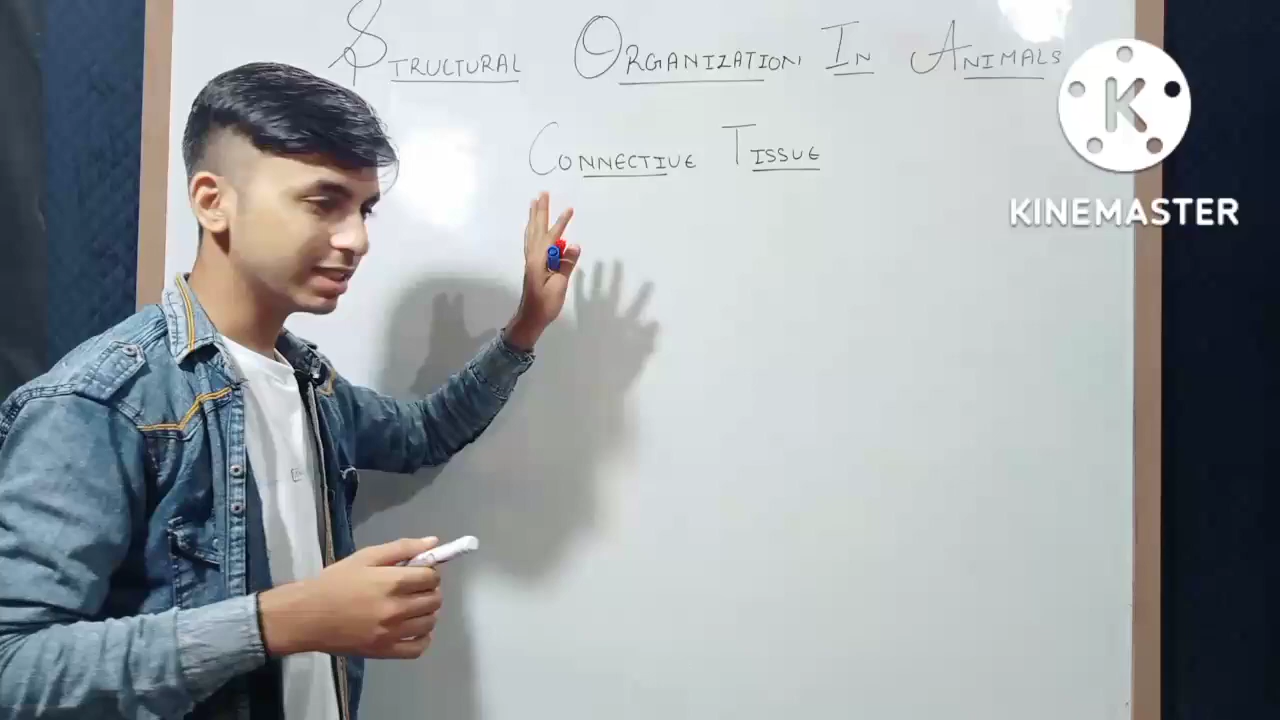 STRUCTURAL ORGANIZATION IN ANIMALS
CONNECTIVE TISSUE
K
KINEMASTER